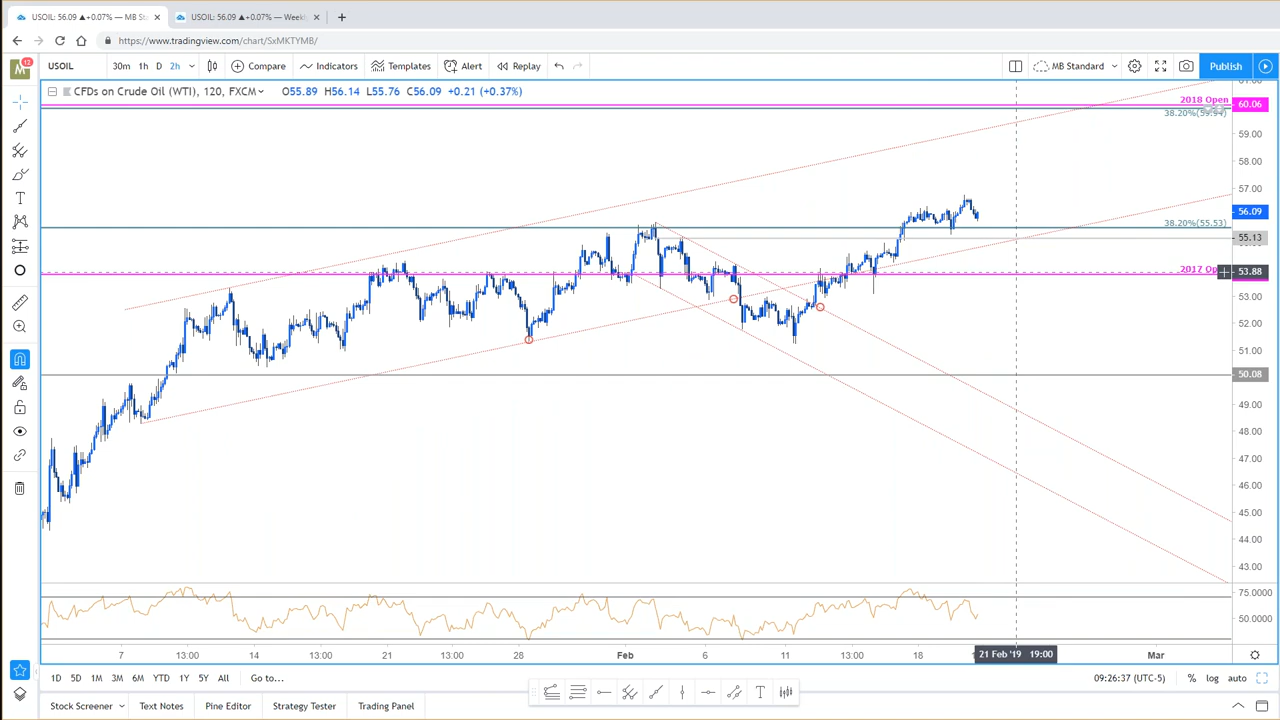 USOIL: 56.09 ▲+0.07% — MB St
USOIL: 56.09 ▲+0.07% — Weekl
https://www.tradingview.com/chart/SxMKTYMB/
M
12
USOIL
30m 1h D 2h
Compare
Indicators
Templates
Alert
Replay
MB Standard
Publish
CFDs on Crude Oil (WTI), 120, FXCM
O55.89 H56.14 L55.76 C56.09 +0.21 (+0.37%)
61.00
2018 Open 60.06
38.20%(59.94)
59.00
58.00
57.00
56.09
38.20%(55.53)
55.13
2017 Op 53.88
53.00
52.00
51.00
50.08
49.00
48.00
47.00
46.00
45.00
44.00
43.00
75.0000
50.0000
7 13:00 14 13:00 21 13:00 28 Feb 6 11 13:00 18 21 Feb '19 19:00 Mar
1D 5D 1M 3M 6M YTD 1Y 5Y All Go to...
09:26:37 (UTC-5) % log auto
Stock Screener Text Notes Pine Editor Strategy Tester Trading Panel